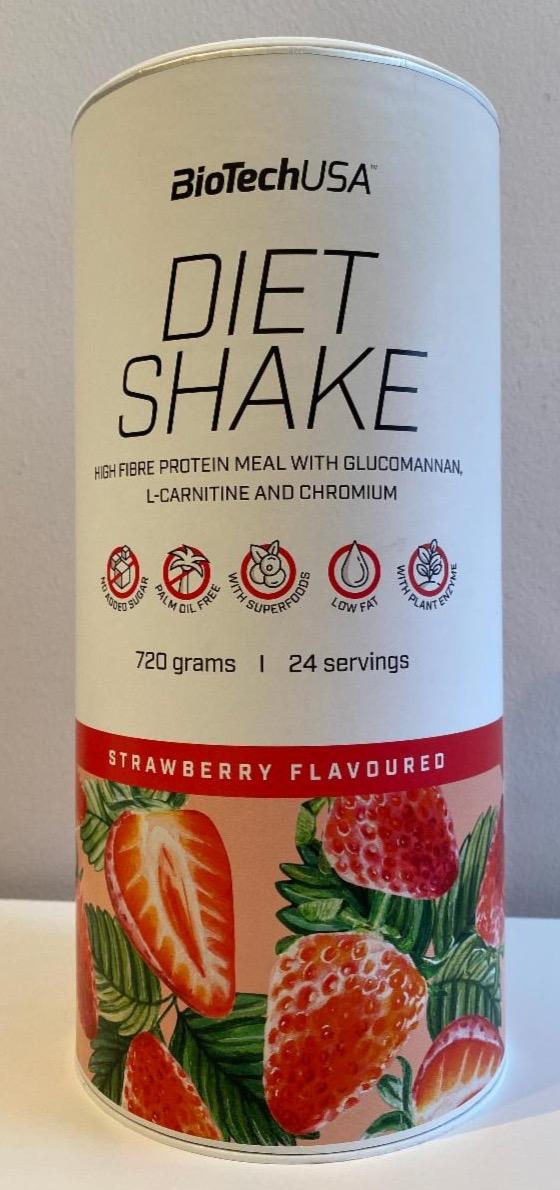 BioTechUSA™
DIET
SHAKE
HIGH FIBRE PROTEIN MEAL WITH GLUCOMANNAN,
L-CARNITINE AND CHROMIUM
NO ADDED SUGAR PALM OIL FREE WITH SUPERFOODS LOW FAT WITH PLANT ENZYME
720 grams | 24 servings
STRAWBERRY FLAVOURED